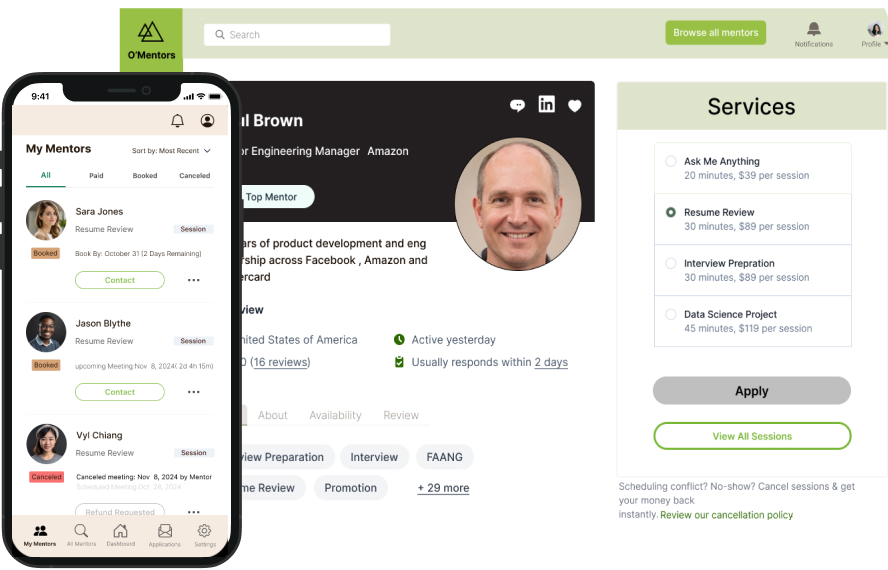 O'Mentors
Search
Browse all mentors
Notifications
Profile
9:41
My Mentors
Sort by: Most Recent
All
Paid
Booked
Canceled
Sara Jones
Resume Review
Session
Booked
Book By: October 31 (2 Days Remaining)
Contact
Jason Blythe
Resume Review
Session
Booked
upcoming Meeting:Nov 8, 2024( 2d 4h 15m)
Contact
Vyl Chiang
Resume Review
Session
Canceled
Canceled meeting: Nov 8, 2024 by Mentor
Scheduled Meeting Oct 28, 2024
Refund Requested
My Mentors
All Mentors
DashBoard
Applications
Settings
ul Brown
or Engineering Manager Amazon
Top Mentor
ars of product development and eng
rship across Facebook , Amazon and
ercard
view
nited States of America
Active yesterday
0 (16 reviews)
Usually responds within 2 days
About
Availability
Review
view Preparation
Interview
FAANG
me Review
Promotion
+ 29 more
Services
Ask Me Anything
20 minutes, $39 per session
Resume Review
30 minutes, $89 per session
Interview Prepration
30 minutes, $89 per session
Data Science Project
45 minutes, $119 per session
Apply
View All Sessions
Scheduling conflict? No-show? Cancel sessions & get
your money back
instantly. Review our cancellation policy